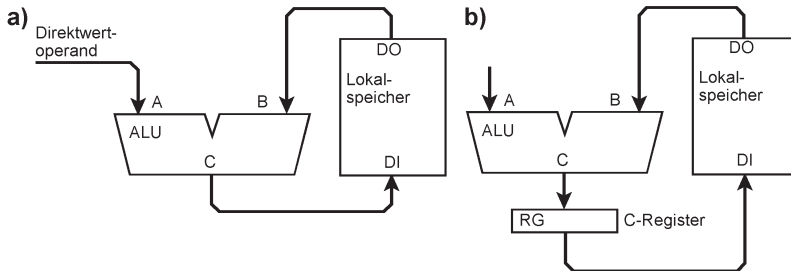 a)
Direktwert-
operand
A
B
DO
Lokal-
speicher
ALU
C
DI
b)
A
B
DO
Lokal-
speicher
ALU
C
DI
RG
C-Register